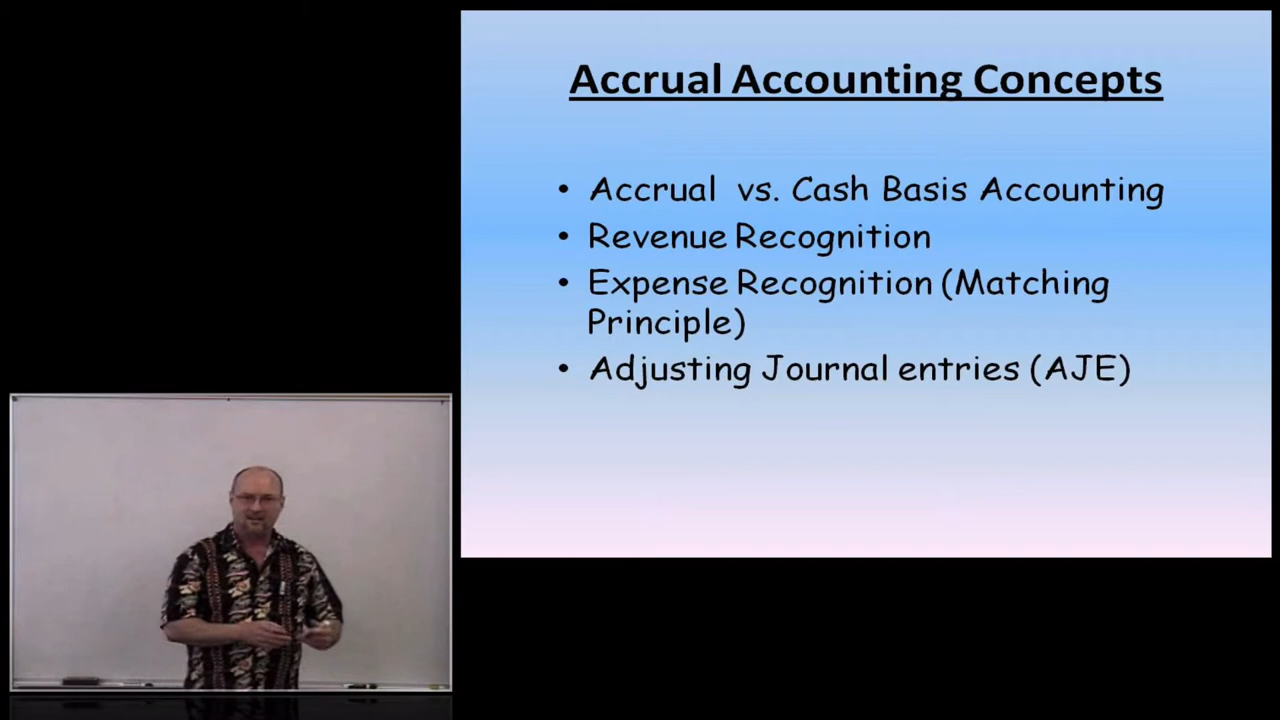 Accrual Accounting Concepts
• Accrual vs. Cash Basis Accounting
• Revenue Recognition
• Expense Recognition (Matching
Principle)
• Adjusting Journal entries (AJE)